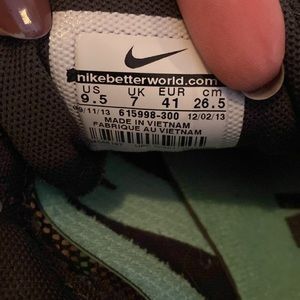 nikebetterworld.com
US UK EUR cm
9.5 7 41 26.5
09/11/13 615998-300 12/02/13
MADE IN VIETNAM
FABRIQUE AU VIETNAM